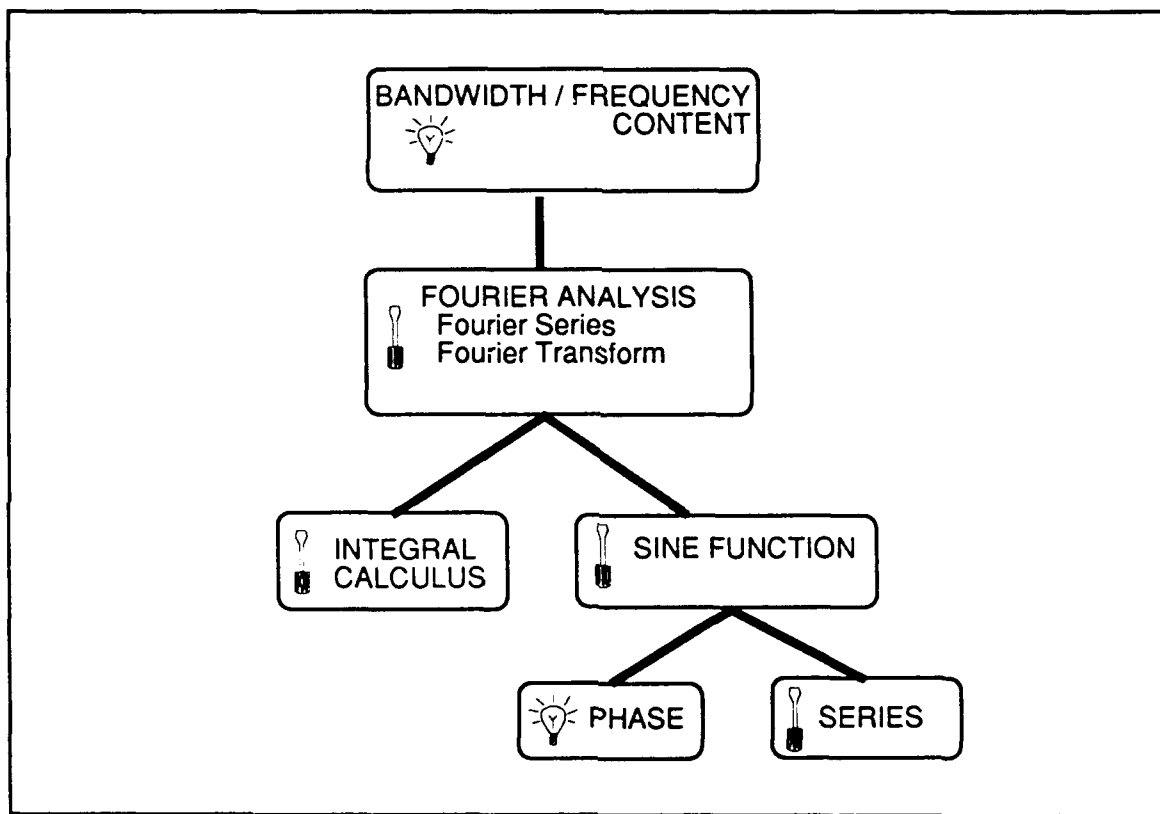 BANDWIDTH / FREQUENCY
CONTENT
FOURIER ANALYSIS
Fourier Series
Fourier Transform
INTEGRAL
CALCULUS
SINE FUNCTION
PHASE
SERIES